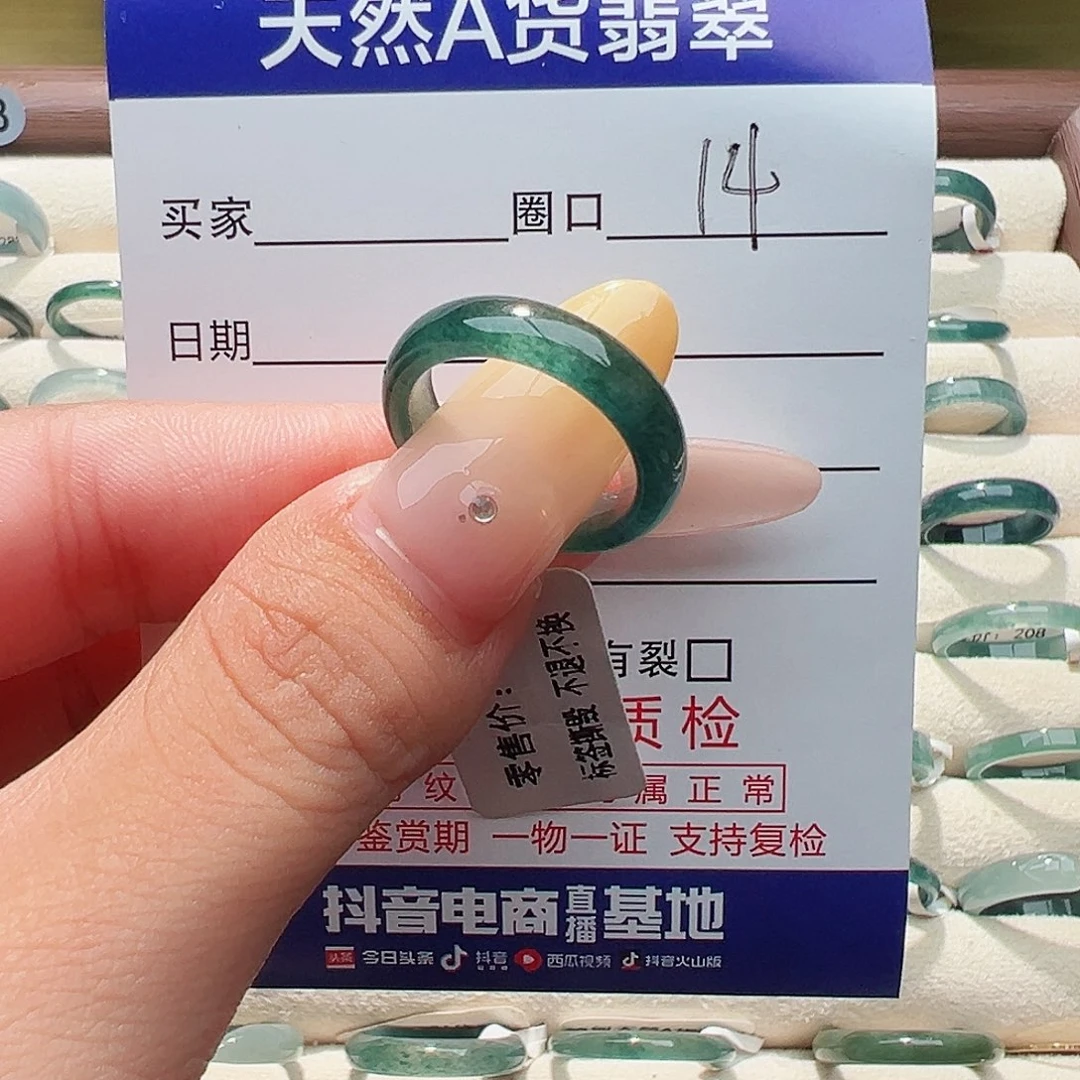 天然A货翡翠
买家 圈口 14
日期
有裂□
质检
纹 属正常
鉴赏期 一物一证 支持复检
零售价：
标签撕毁 不退不换
抖音电商直播基地
头条 今日头条 抖音 西瓜视频 抖音火山版
208